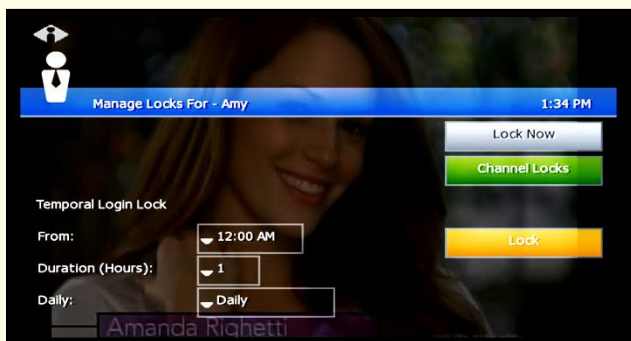 Manage Locks For - Amy 1:34 PM
Lock Now
Channel Locks
Temporal Login Lock
From: 12:00 AM
Lock
Duration (Hours): 1
Daily: Daily
Amanda Righetti